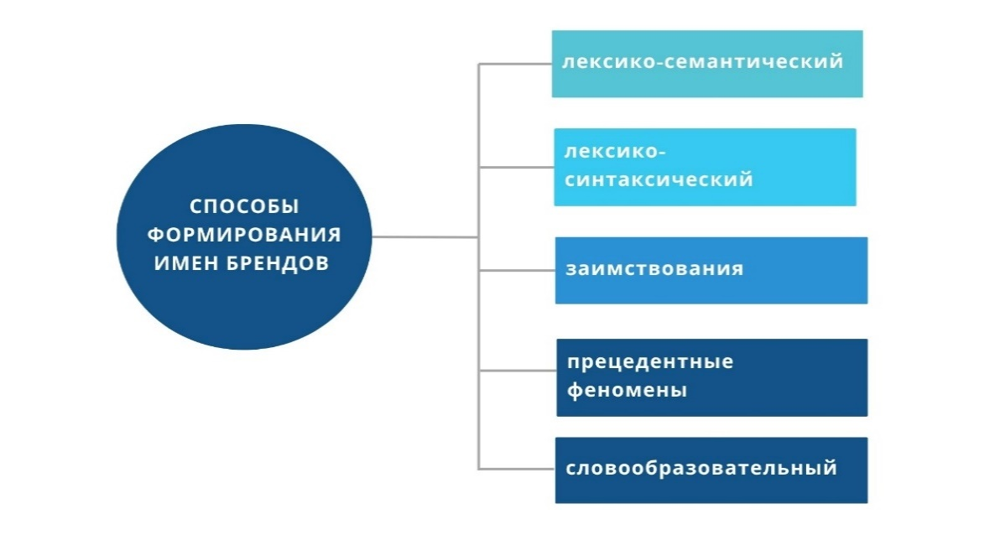 СПОСОБЫ
ФОРМИРОВАНИЯ
ИМЕН БРЕНДОВ
лексико-семантический
лексико-
синтаксический
заимствования
прецедентные
феномены
словообразовательный